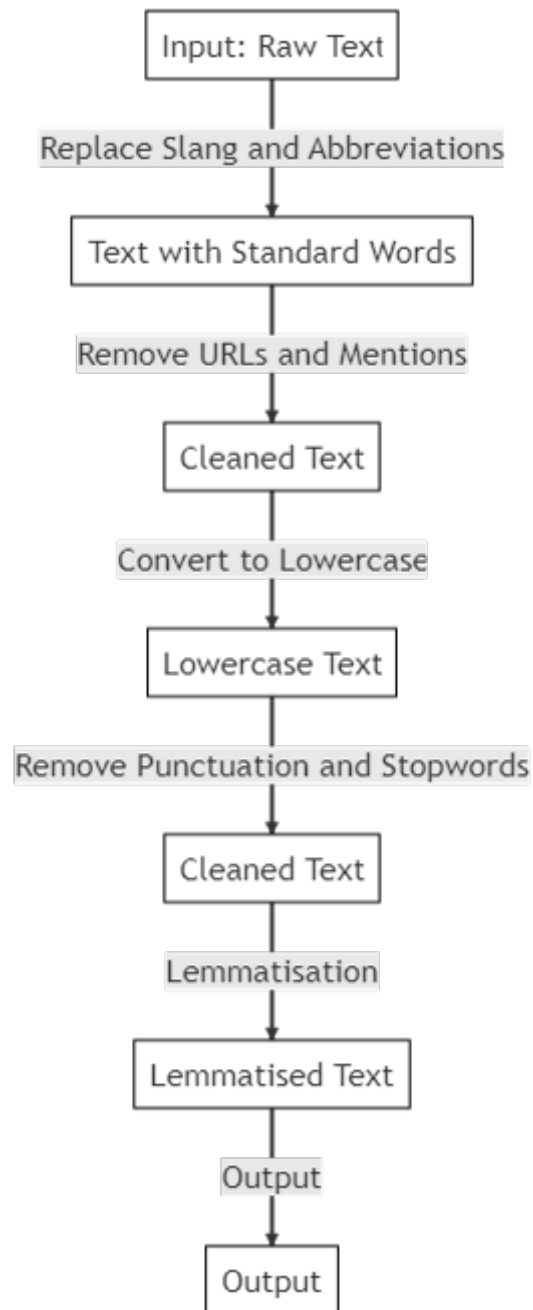 Input: Raw Text
Replace Slang and Abbreviations
Text with Standard Words
Remove URLs and Mentions
Cleaned Text
Convert to Lowercase
Lowercase Text
Remove Punctuation and Stopwords
Cleaned Text
Lemmatisation
Lemmatised Text
Output
Output